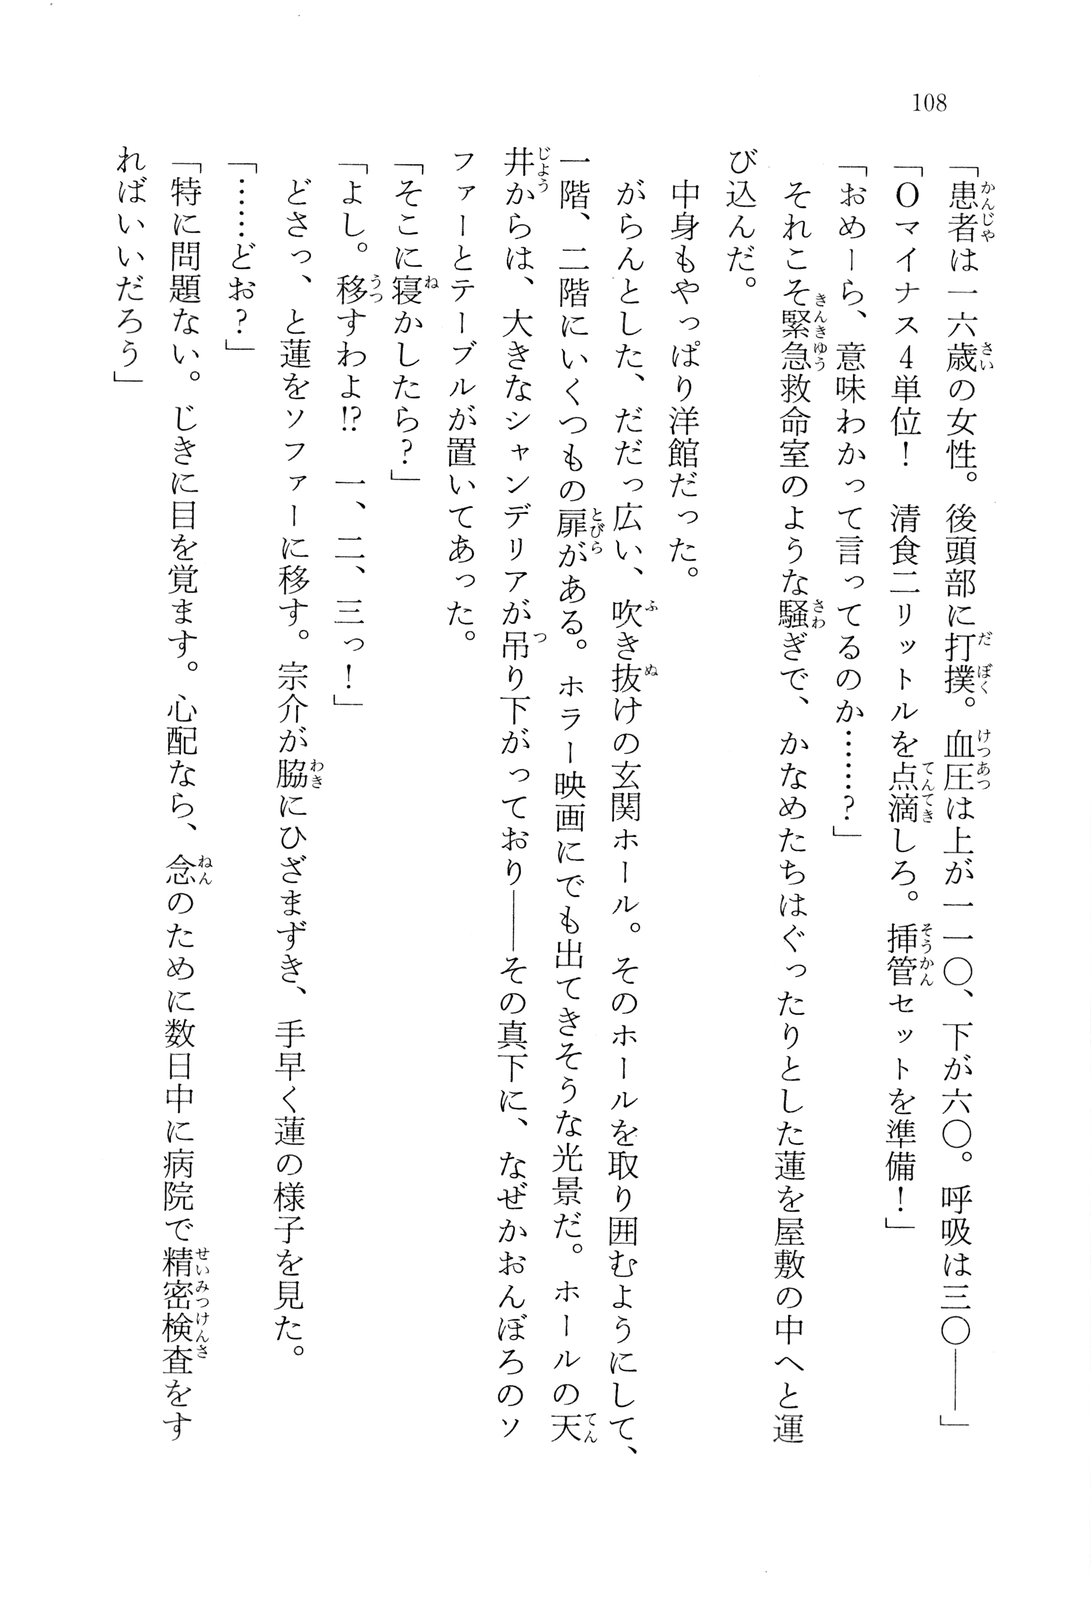 108
「患者は一六歳の女性。後頭部に打撲。血圧は上が一一〇、下が六〇。呼吸は三〇――」
「Oマイナス4単位！　清食二リットルを点滴しろ。挿管セットを準備！」
「おめーら、意味わかって言ってるのか……？」
　それこそ緊急救命室のような騒ぎで、かなめたちはぐったりとした蓮を屋敷の中へと運
び込んだ。
　中身もやっぱり洋館だった。
　がらんとした、だだっ広い、吹き抜けの玄関ホール。そのホールを取り囲むようにして、
一階、二階にいくつもの扉がある。ホラー映画にでも出てきそうな光景だ。ホールの天
井からは、大きなシャンデリアが吊り下がっており――その真下に、なぜかおんぼろのソ
ファーとテーブルが置いてあった。
「そこに寝かしたら？」
「よし。移すわよ!?　一、二、三っ！」
　どさっ、と蓮をソファーに移す。宗介が脇にひざまずき、手早く蓮の様子を見た。
「……どお？」
「特に問題ない。じきに目を覚ます。心配なら、念のために数日中に病院で精密検査をす
ればいいだろう」